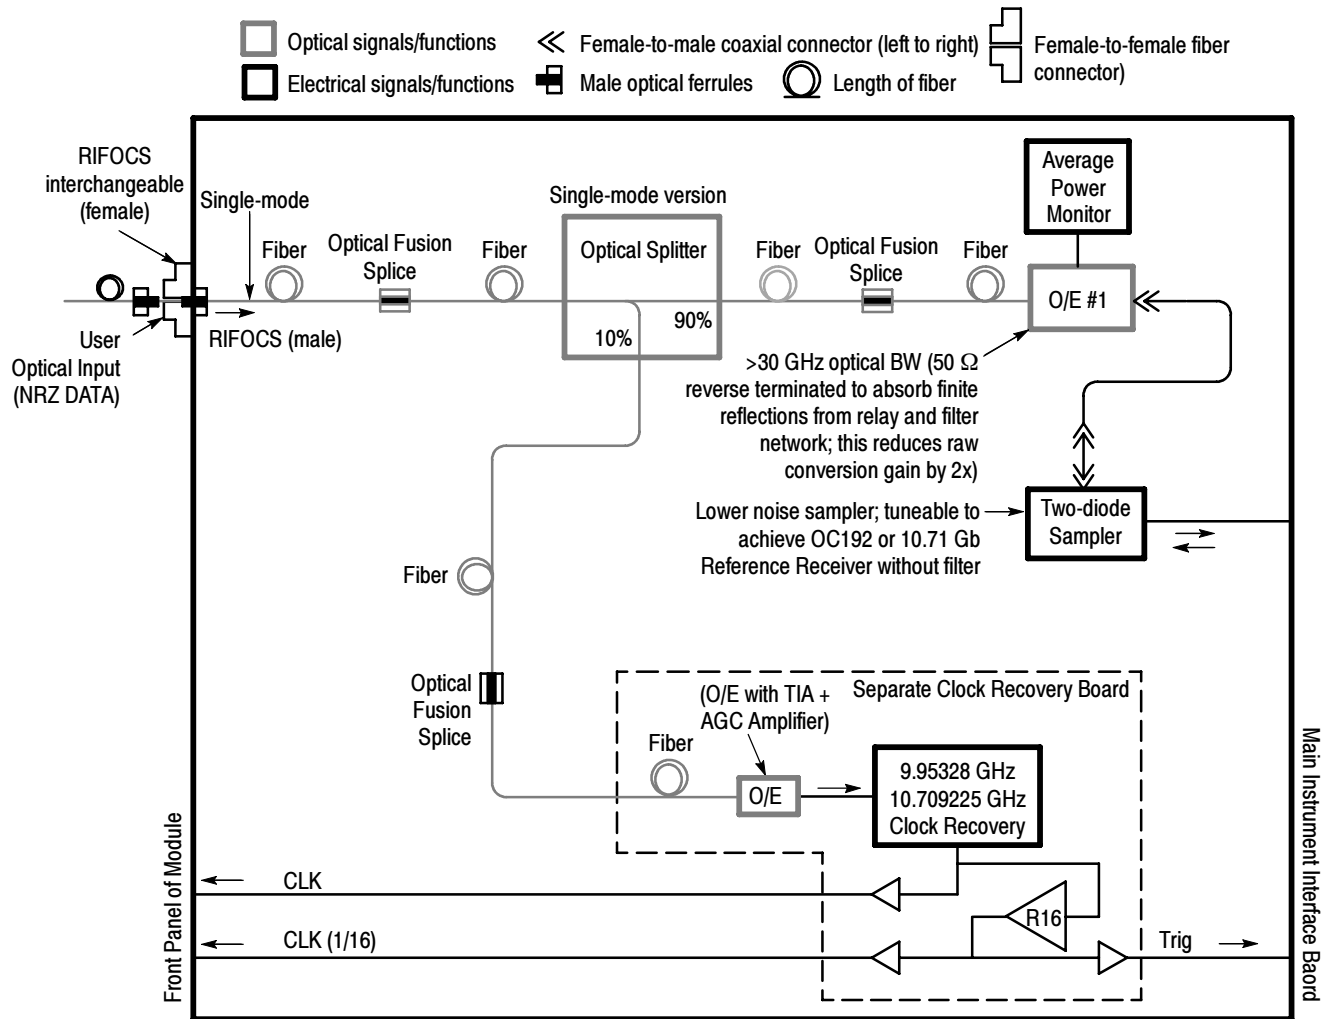 Optical signals/functions
Female-to-male coaxial connector (left to right)
Female-to-female fiber
connector)
Electrical signals/functions
Male optical ferrules
Length of fiber
RIFOCS
interchangeable
(female)
Single-mode
Fiber
Optical Fusion
Splice
Fiber
Single-mode version
Optical Splitter
90%
10%
Fiber
Optical Fusion
Splice
Fiber
Average
Power
Monitor
O/E #1
User
Optical Input
(NRZ DATA)
RIFOCS (male)
>30 GHz optical BW (50 Ω
reverse terminated to absorb finite
reflections from relay and filter
network; this reduces raw
conversion gain by 2x)
Lower noise sampler; tuneable to
achieve OC192 or 10.71 Gb
Reference Receiver without filter
Two-diode
Sampler
Fiber
Optical
Fusion
Splice
(O/E with TIA +
AGC Amplifier)
Separate Clock Recovery Board
Fiber
O/E
9.95328 GHz
10.709225 GHz
Clock Recovery
CLK
R16
CLK (1/16)
Trig
Front Panel of Module
Main Instrument Interface Baord